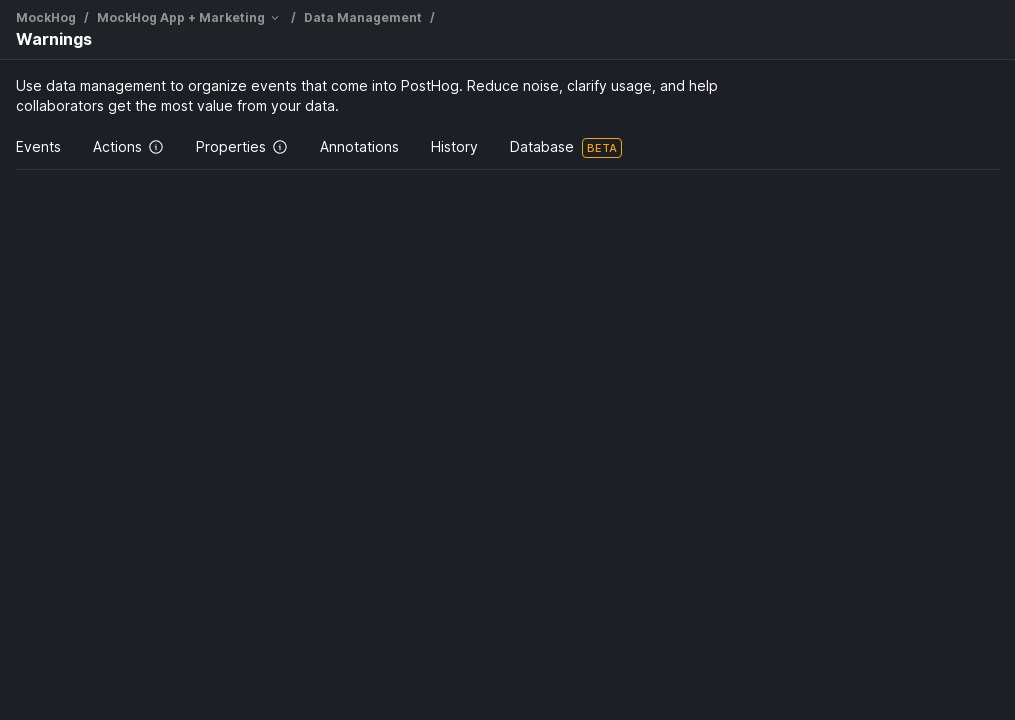 MockHog / MockHog App + Marketing / Data Management /
Warnings
Use data management to organize events that come into PostHog. Reduce noise, clarify usage, and help
collaborators get the most value from your data.
Events Actions Properties Annotations History Database BETA